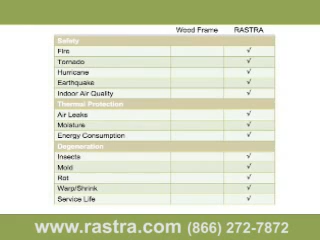 Wood Frame RASTRA
Safety
Fire √
Tornado √
Hurricane √
Earthquake √
Indoor Air Quality √
Thermal Protection
Air Leaks √
Moisture √
Energy Consumption √
Degeneration
Insects √
Mold √
Rot √
Warp/Shrink √
Service Life √
www.rastra.com (866) 272-7872